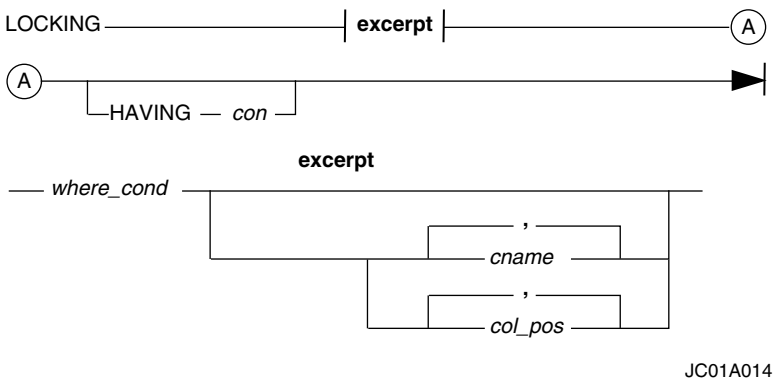 LOCKING excerpt A
A
HAVING con
excerpt
where_cond
,
cname
,
col_pos
JC01A014